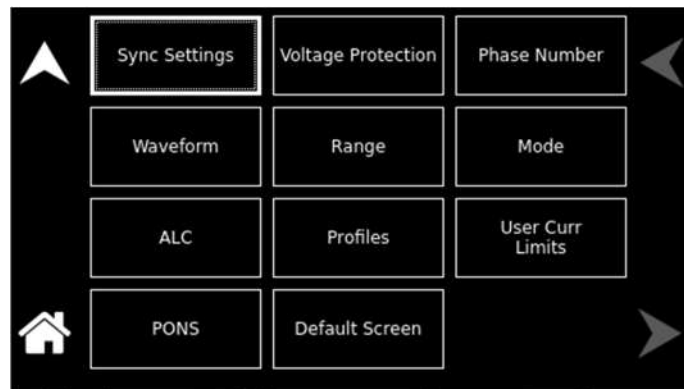 Sync Settings
Voltage Protection
Phase Number
Waveform
Range
Mode
ALC
Profiles
User Curr
Limits
PONS
Default Screen